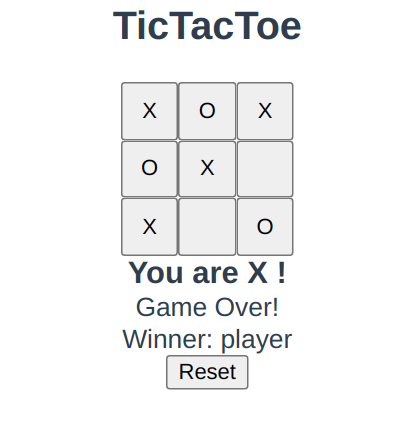 TicTacToe
X O X
O X
X O
You are X !
Game Over!
Winner: player
Reset